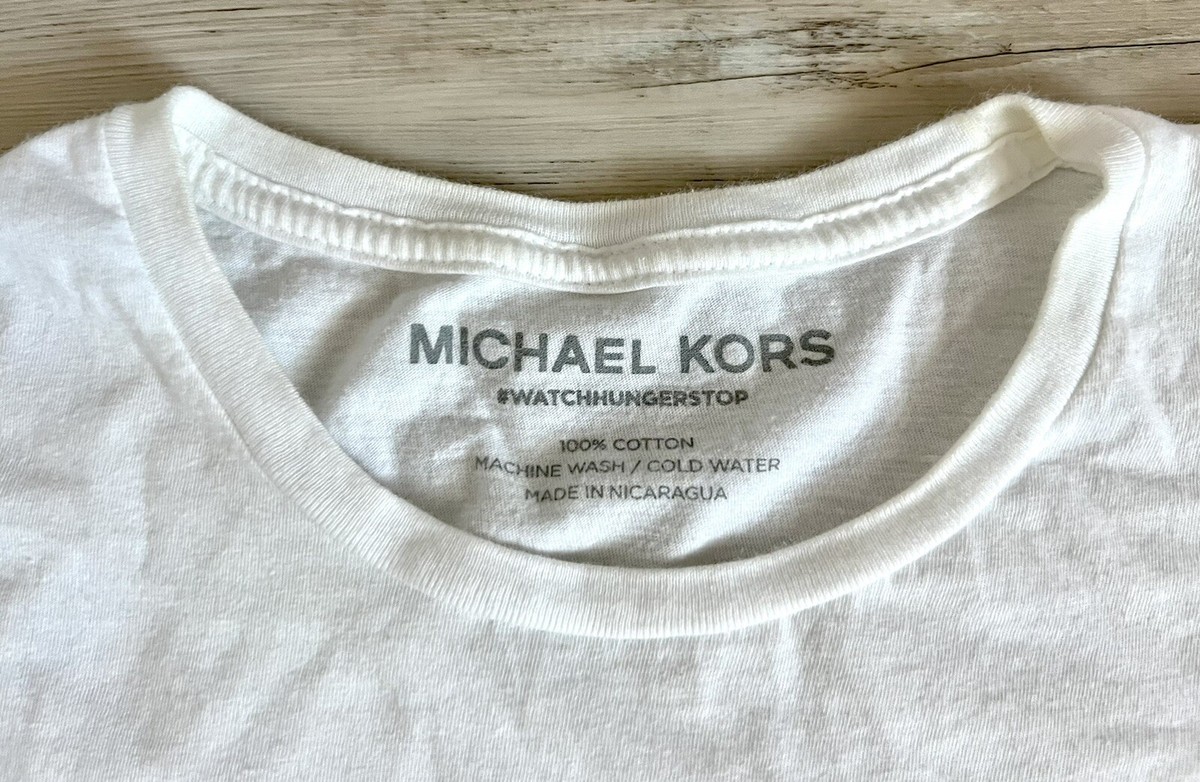 MICHAEL KORS
#WATCHHUNGERSTOP
100% COTTON
MACHINE WASH / COLD WATER
MADE IN NICARAGUA